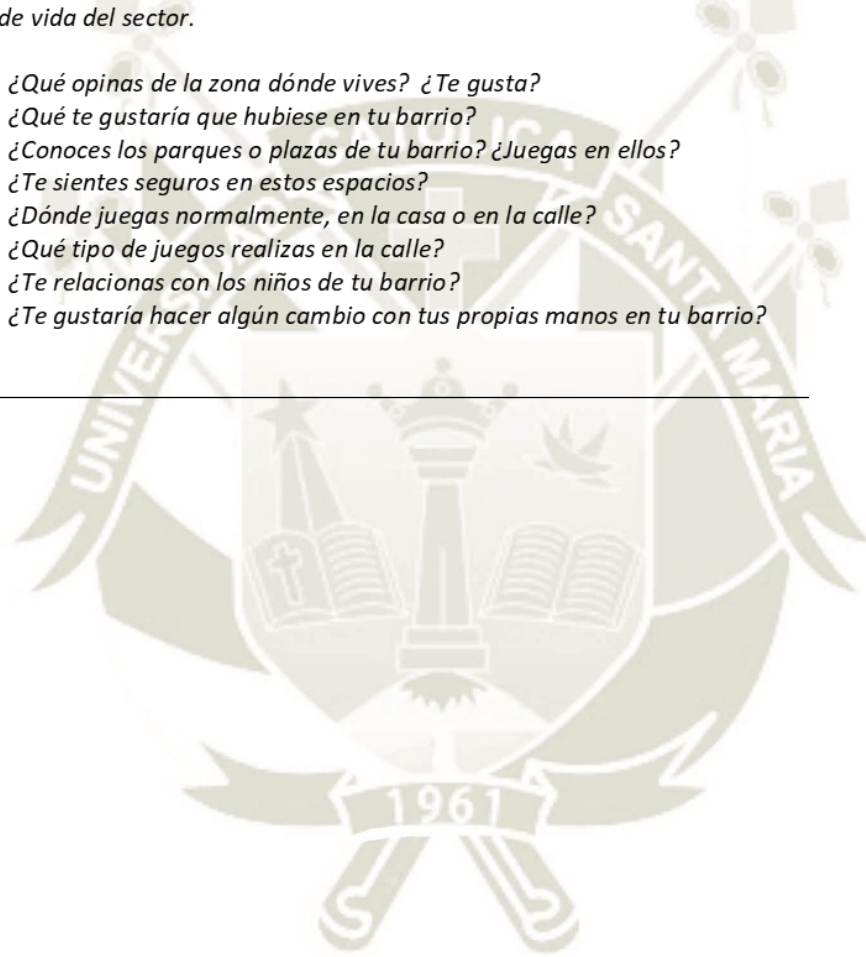 de vida del sector.
¿Qué opinas de la zona dónde vives? ¿Te gusta?
¿Qué te gustaría que hubiese en tu barrio?
¿Conoces los parques o plazas de tu barrio? ¿Juegas en ellos?
¿Te sientes seguros en estos espacios?
¿Dónde juegas normalmente, en la casa o en la calle?
¿Qué tipo de juegos realizas en la calle?
¿Te relacionas con los niños de tu barrio?
¿Te gustaría hacer algún cambio con tus propias manos en tu barrio?
UNIVERSIDAD CATOLICA SANTA MARIA
1961